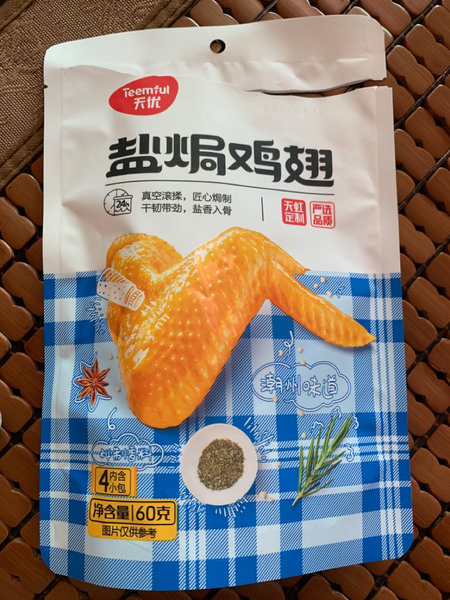 Teemful
天优
盐焗鸡翅
24h
真空滚揉，匠心焗制
干韧带劲，盐香入骨
天虹
定制
严选
品质
潮州味道
4
内含
小包
净含量|60克
图片仅供参考